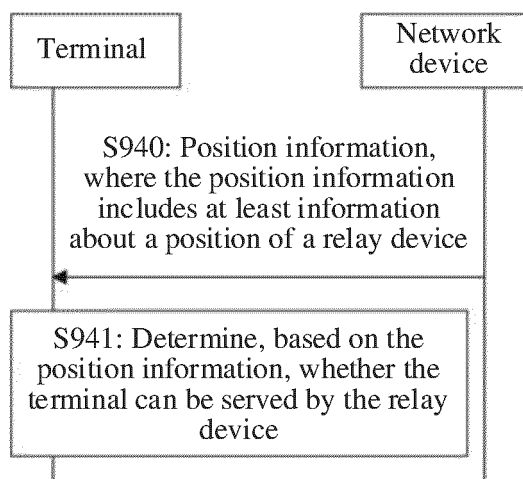 Terminal
Network
device
S940: Position information,
where the position information
includes at least information
about a position of a relay device
S941: Determine, based on the
position information, whether the
terminal can be served by the relay
device